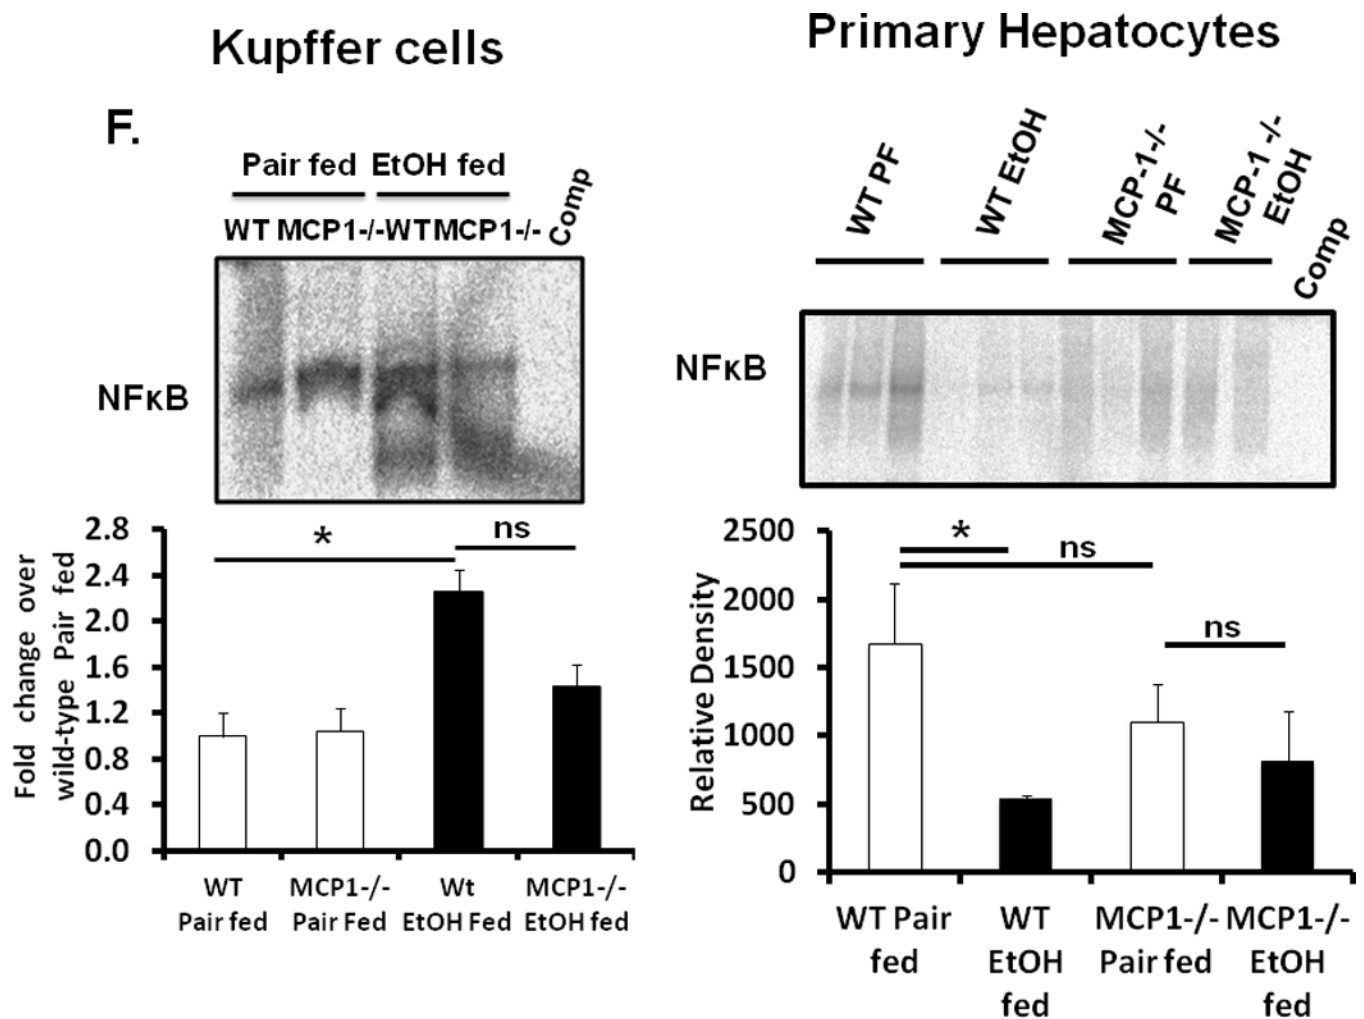 Kupffer cells
F.
Pair fed EtOH fed
WT MCP1-/- WT MCP1-/- Comp
NFκB
2.8
2.4
2.0
1.6
1.2
0.8
0.4
0.0
Fold change over
wild-type Pair fed
*
ns
WT
Pair fed
MCP1-/-
Pair Fed
Wt
EtOH Fed
MCP1-/-
EtOH fed
Primary Hepatocytes
WT PF
WT EtOH
MCP-1-/-
PF
MCP-1 -/-
EtOH
Comp
NFκB
2500
2000
1500
1000
500
0
Relative Density
*
ns
ns
WT Pair
fed
WT
EtOH
fed
MCP1-/-
Pair fed
MCP1-/-
EtOH
fed